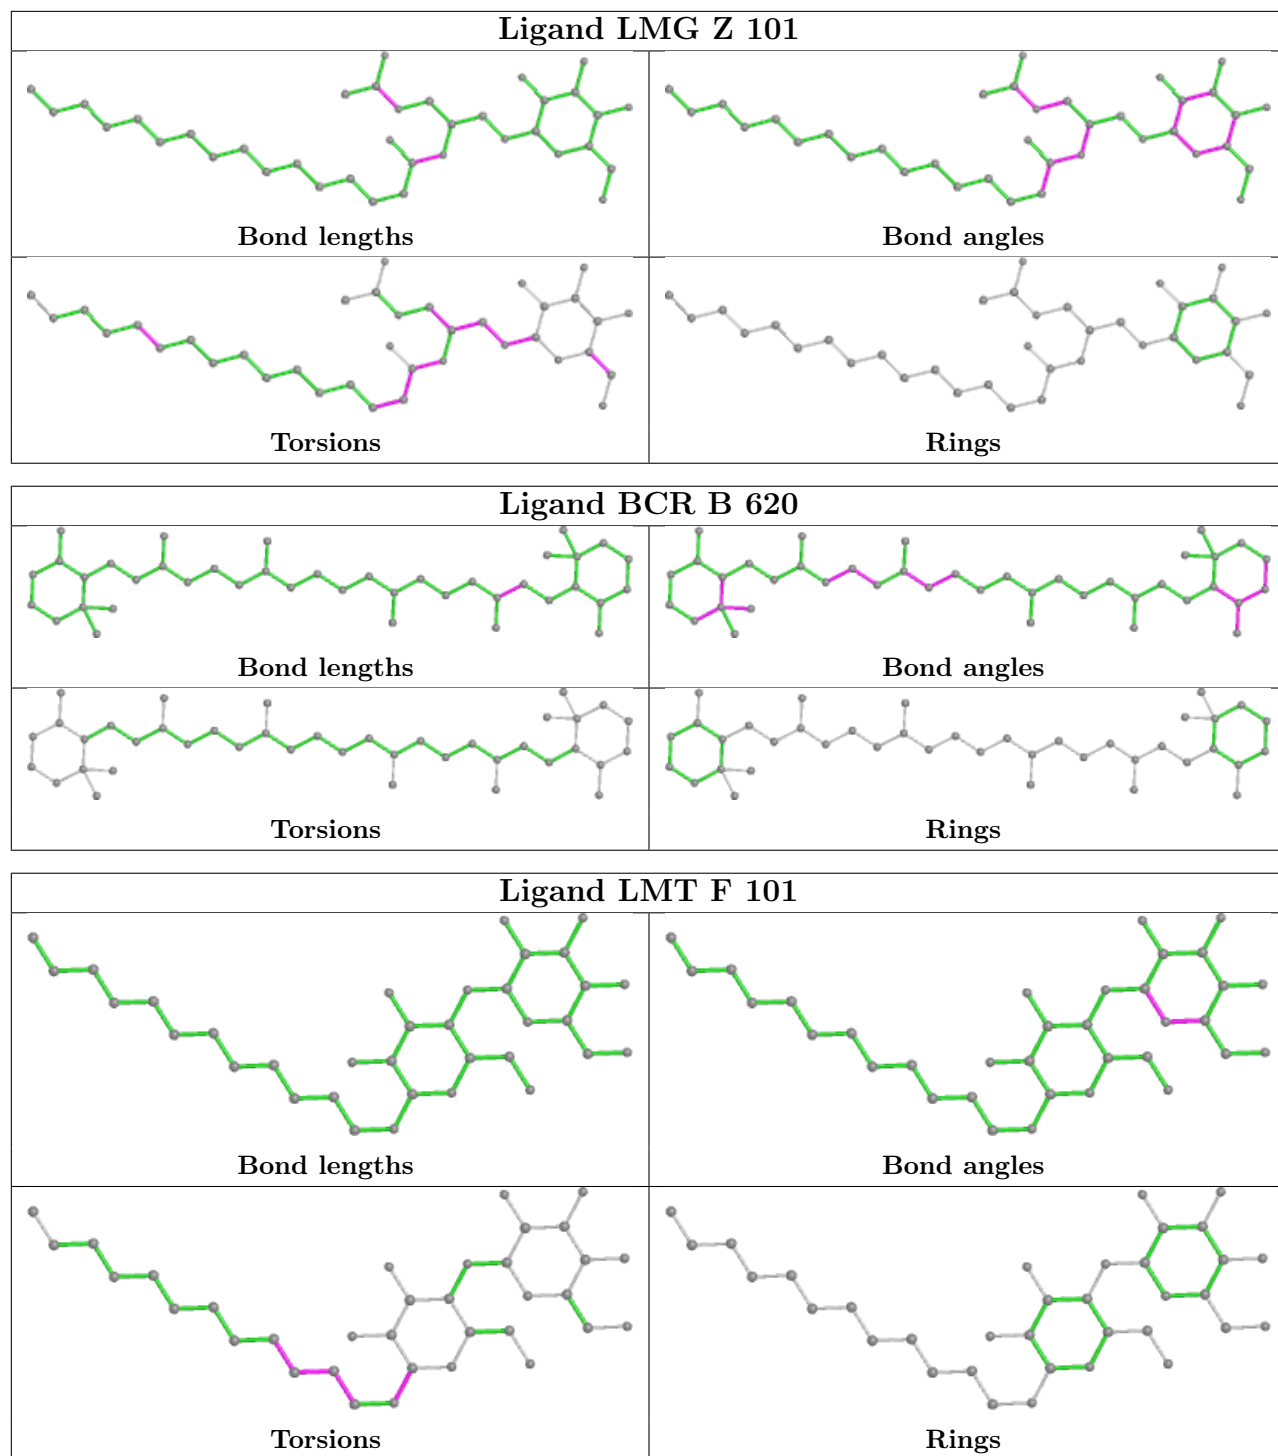 Ligand LMG Z 101
Bond lengths
Bond angles
Torsions
Rings
Ligand BCR B 620
Bond lengths
Bond angles
Torsions
Rings
Ligand LMT F 101
Bond lengths
Bond angles
Torsions
Rings